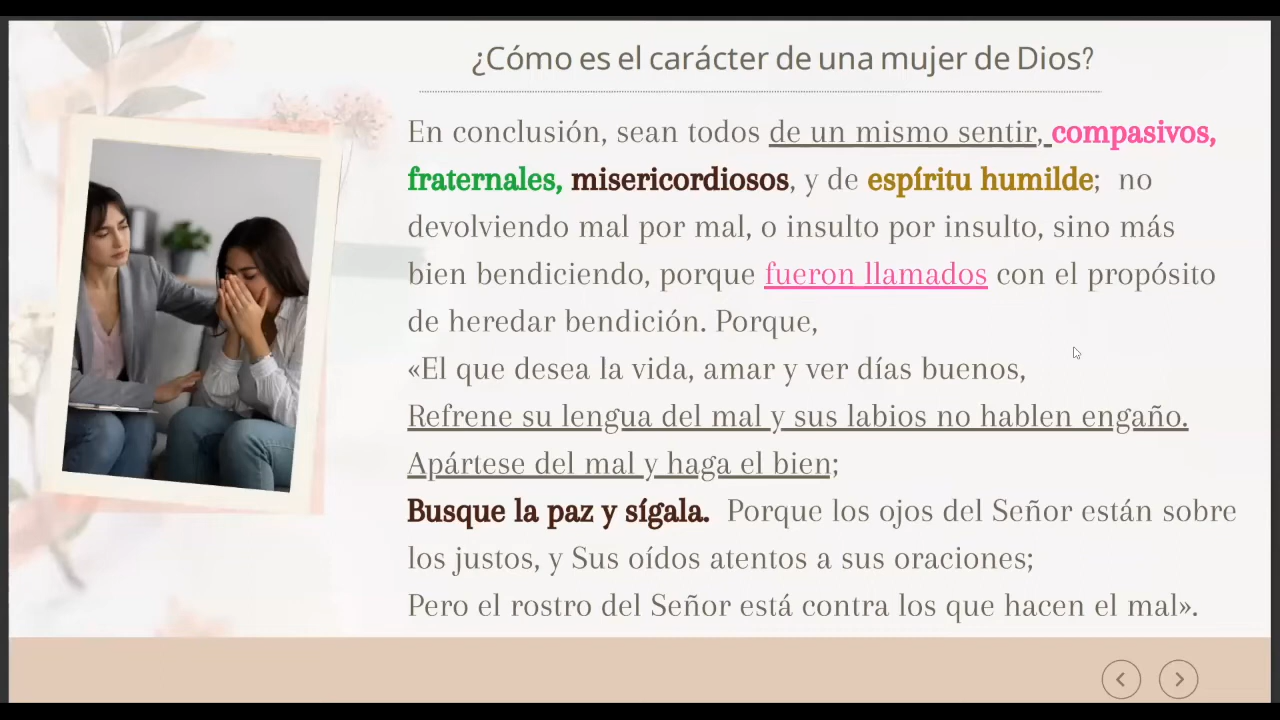 ¿Cómo es el carácter de una mujer de Dios?
En conclusión, sean todos de un mismo sentir, compasivos,
fraternales, misericordiosos, y de espíritu humilde; no
devolviendo mal por mal, o insulto por insulto, sino más
bien bendiciendo, porque fueron llamados con el propósito
de heredar bendición. Porque,
«El que desea la vida, amar y ver días buenos,
Refrene su lengua del mal y sus labios no hablen engaño.
Apártese del mal y haga el bien;
Busque la paz y sígala. Porque los ojos del Señor están sobre
los justos, y Sus oídos atentos a sus oraciones;
Pero el rostro del Señor está contra los que hacen el mal».